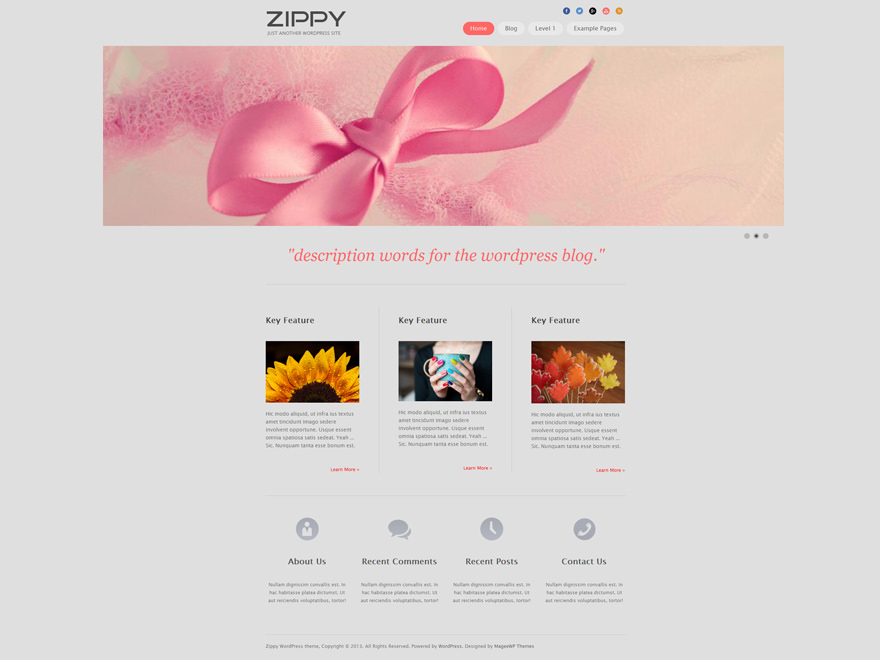 ZIPPY
JUST ANOTHER WORDPRESS SITE
Home Blog Level 1 Example Pages
"description words for the wordpress blog."
Key Feature
Hic modo aliquid, ut infra ius textus
amet tincidunt imago sedere
involvent opportune. Usque essent
omnia spatiosa satis sedeat. Yeah ...
Sic. Nunquam tanta esse bonum est.
Learn More »
Key Feature
Hic modo aliquid, ut infra ius textus
amet tincidunt imago sedere
involvent opportune. Usque essent
omnia spatiosa satis sedeat. Yeah ...
Sic. Nunquam tanta esse bonum est.
Learn More »
Key Feature
Hic modo aliquid, ut infra ius textus
amet tincidunt imago sedere
involvent opportune. Usque essent
omnia spatiosa satis sedeat. Yeah ...
Sic. Nunquam tanta esse bonum est.
Learn More »
About Us
Nullam dignissim convallis est. In
hac habitasse platea dictumst. Ut
aut reiciendis voluptatibus, tortor!
Recent Comments
Nullam dignissim convallis est. In
hac habitasse platea dictumst. Ut
aut reiciendis voluptatibus, tortor!
Recent Posts
Nullam dignissim convallis est. In
hac habitasse platea dictumst. Ut
aut reiciendis voluptatibus, tortor!
Contact Us
Nullam dignissim convallis est. In
hac habitasse platea dictumst. Ut
aut reiciendis voluptatibus, tortor!
Zippy WordPress theme, Copyright © 2013. All Rights Reserved. Powered by WordPress. Designed by MageeWP Themes